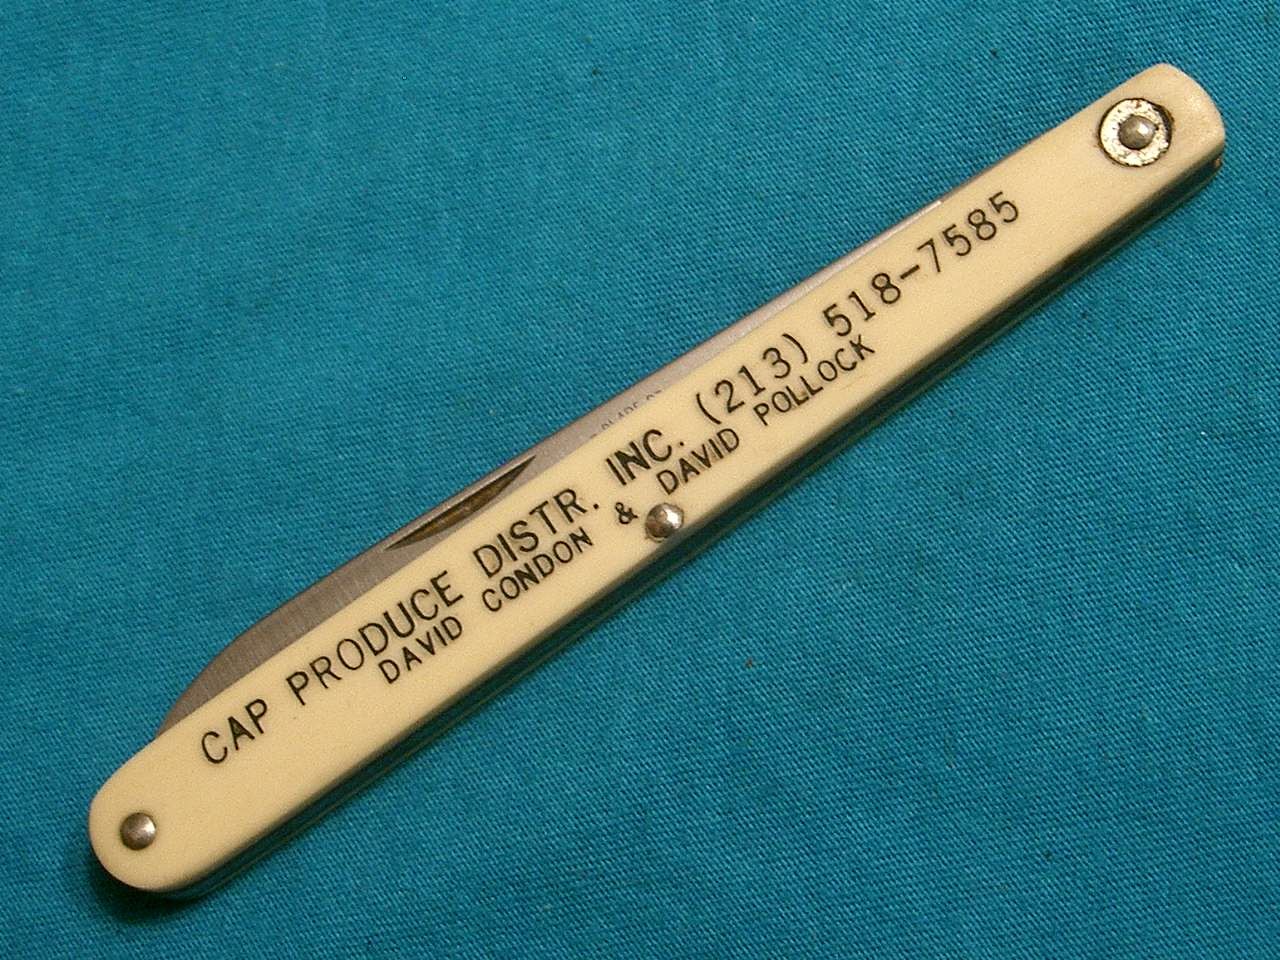 CAP PRODUCE DISTR. INC. (213) 518-7585
DAVID CONDON & DAVID POLLOCK